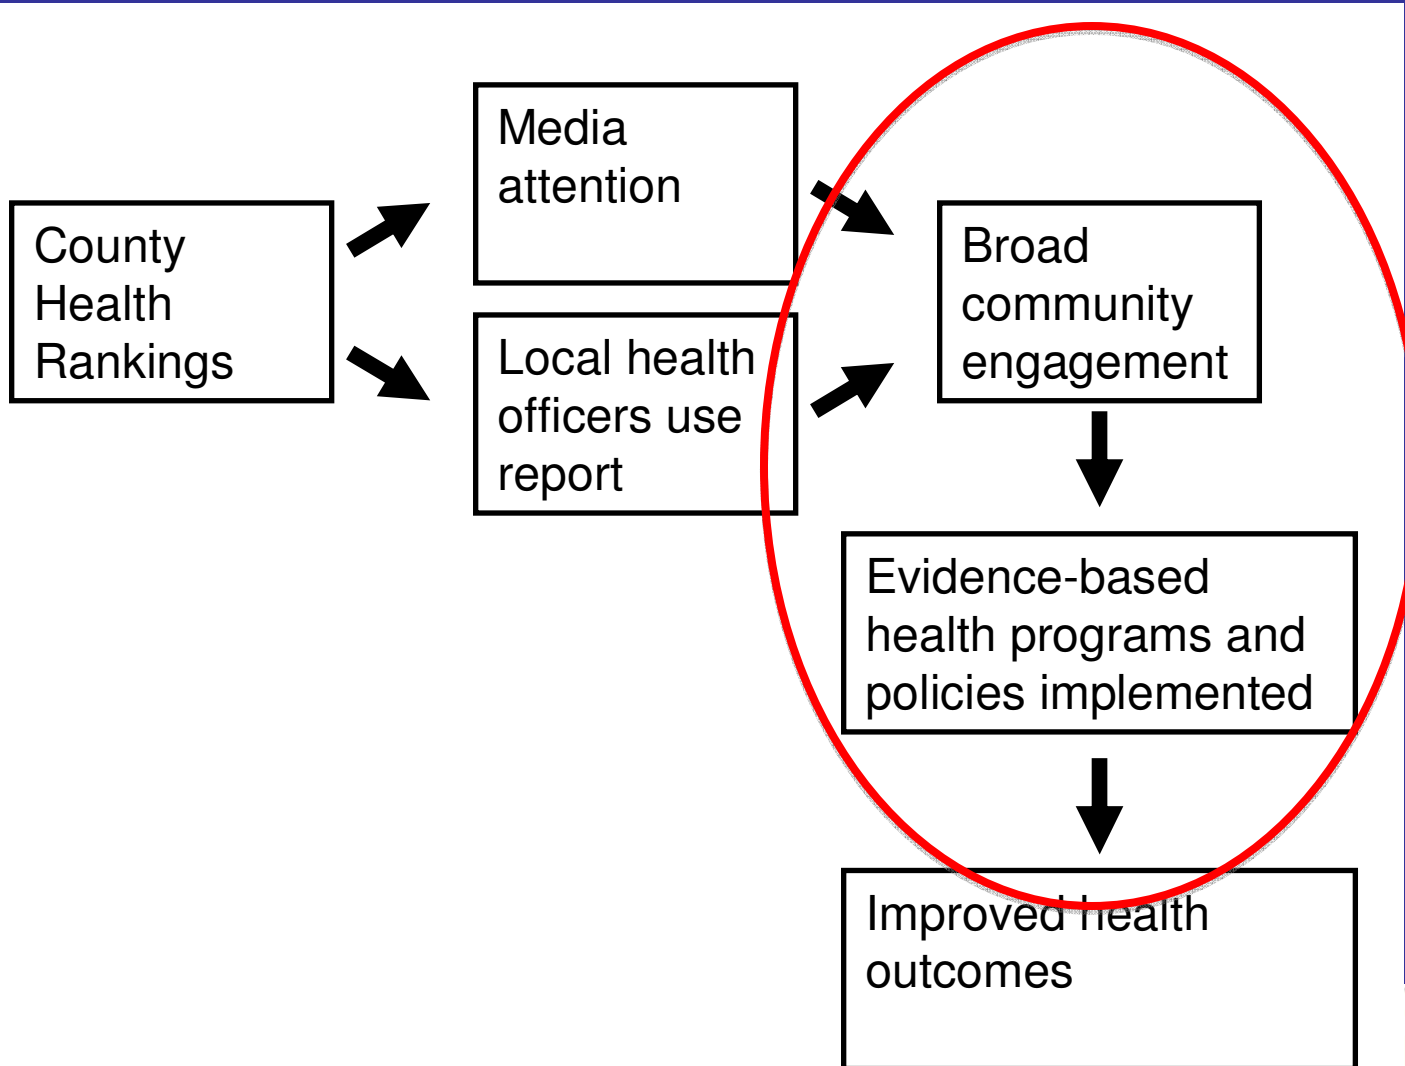 County
Health
Rankings
Media
attention
Local health
officers use
report
Broad
community
engagement
Evidence-based
health programs and
policies implemented
Improved health
outcomes